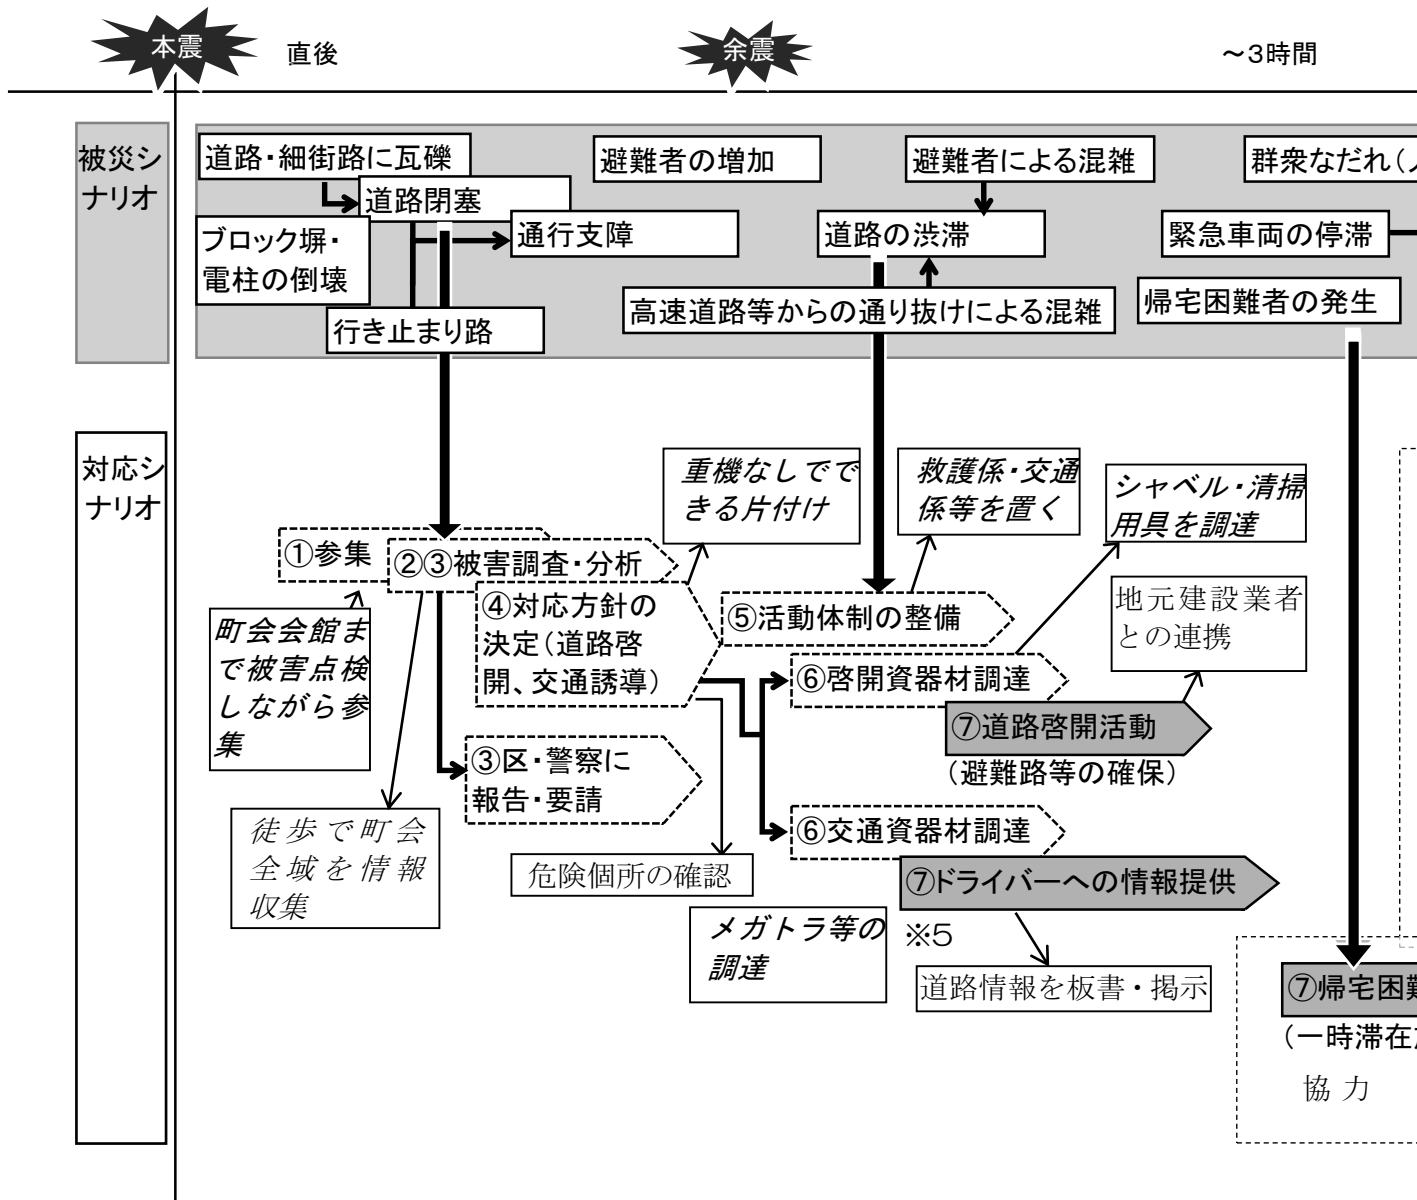 本震
直後
余震
～3時間
被災シ
ナリオ
道路・細街路に瓦礫
避難者の増加
避難者による混雑
群衆なだれ(
道路閉塞
ブロック塀・
電柱の倒壊
通行支障
道路の渋滞
緊急車両の停滞
行き止まり路
高速道路等からの通り抜けによる混雑
帰宅困難者の発生
対応シ
ナリオ
重機なしでで
きる片付け
救護係・交通
係等を置く
シャベル・清掃
用具を調達
①参集
②③被害調査・分析
④対応方針の
決定(道路啓
開、交通誘導)
⑤活動体制の整備
地元建設業者
との連携
町会会館ま
で被害点検
しながら参
集
⑥啓開資器材調達
⑦道路啓開活動
(避難路等の確保)
③区・警察に
報告・要請
徒歩で町会
全域を情報
収集
危険個所の確認
⑥交通資器材調達
⑦ドライバーへの情報提供
メガトラ等の
調達
※5
道路情報を板書・掲示
⑦帰宅困
(一時滞在
協力